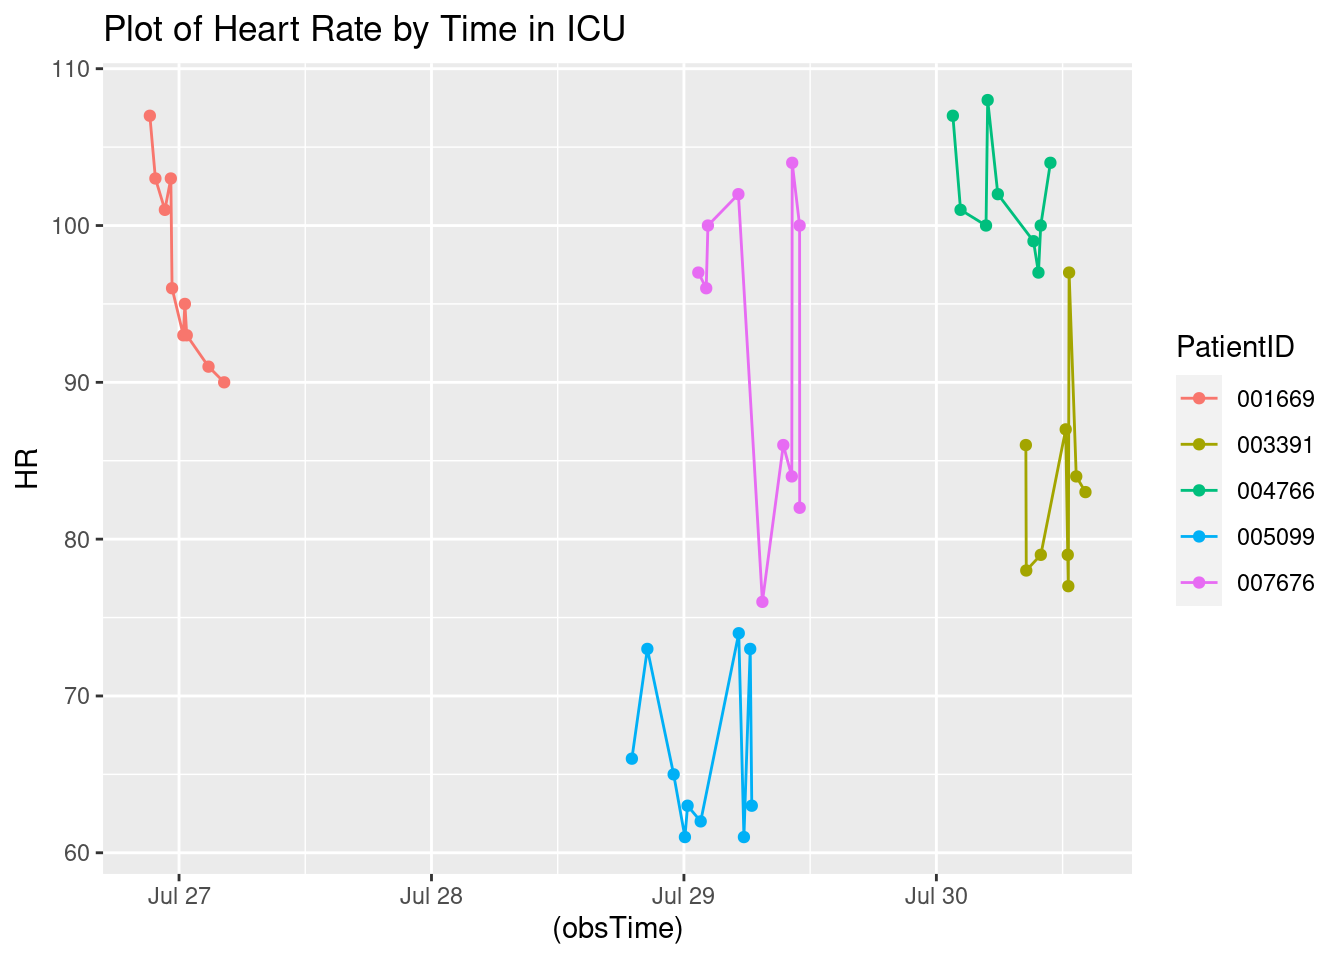 Plot of Heart Rate by Time in ICU
110
100
90
80
70
60
HR
Jul 27
Jul 28
Jul 29
Jul 30
(obsTime)
PatientID
001669
003391
004766
005099
007676